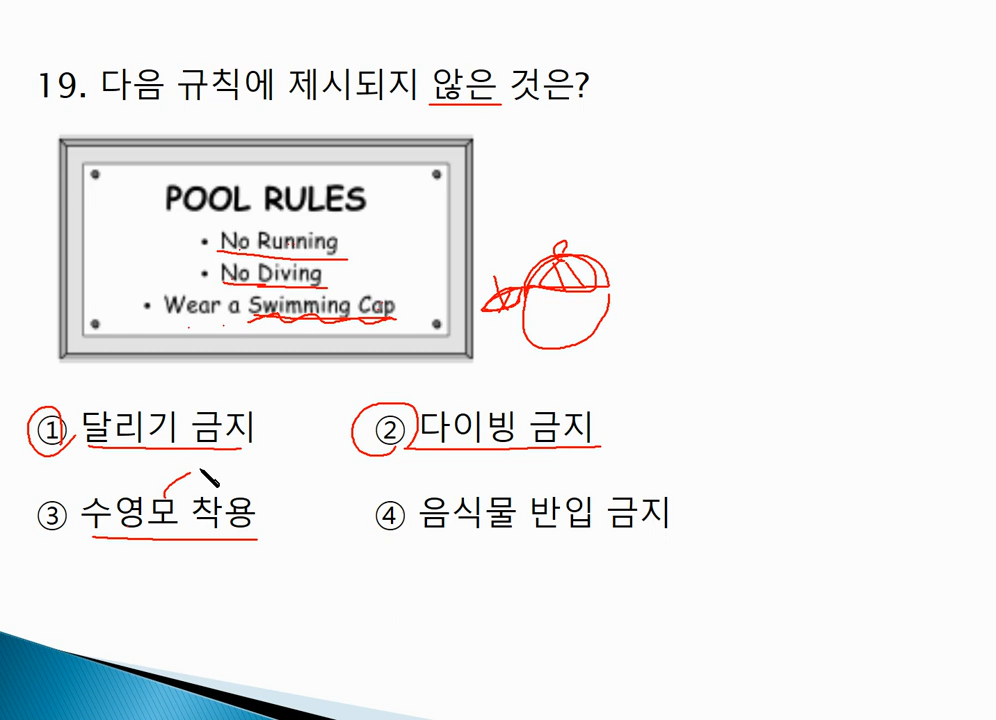 19. 다음 규칙에 제시되지 않은 것은?
POOL RULES
• No Running
• No Diving
• Wear a Swimming Cap
① 달리기 금지 ② 다이빙 금지
③ 수영모 착용 ④ 음식물 반입 금지